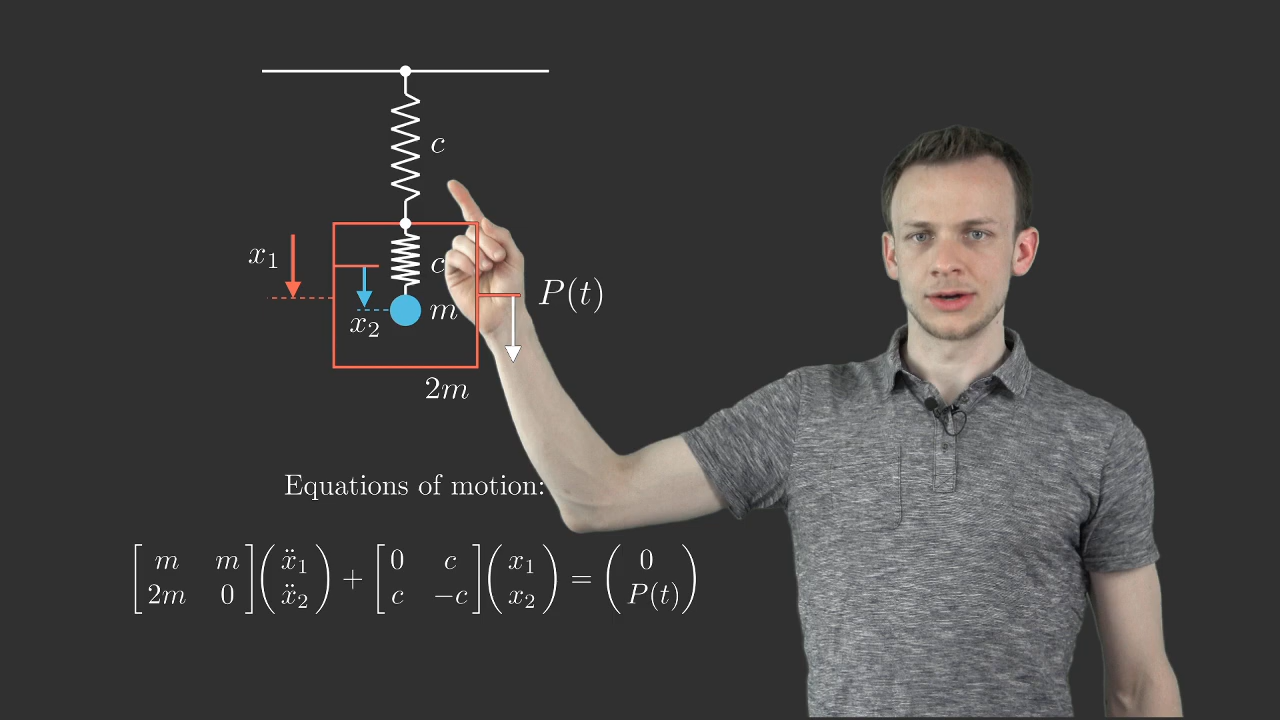 c
x₁
c
P(t)
m
x₂
2m
Equations of motion:
[m m; 2m 0] (ẍ₁; ẍ₂) + [0 c; c −c] (x₁; x₂) = (0; P(t))